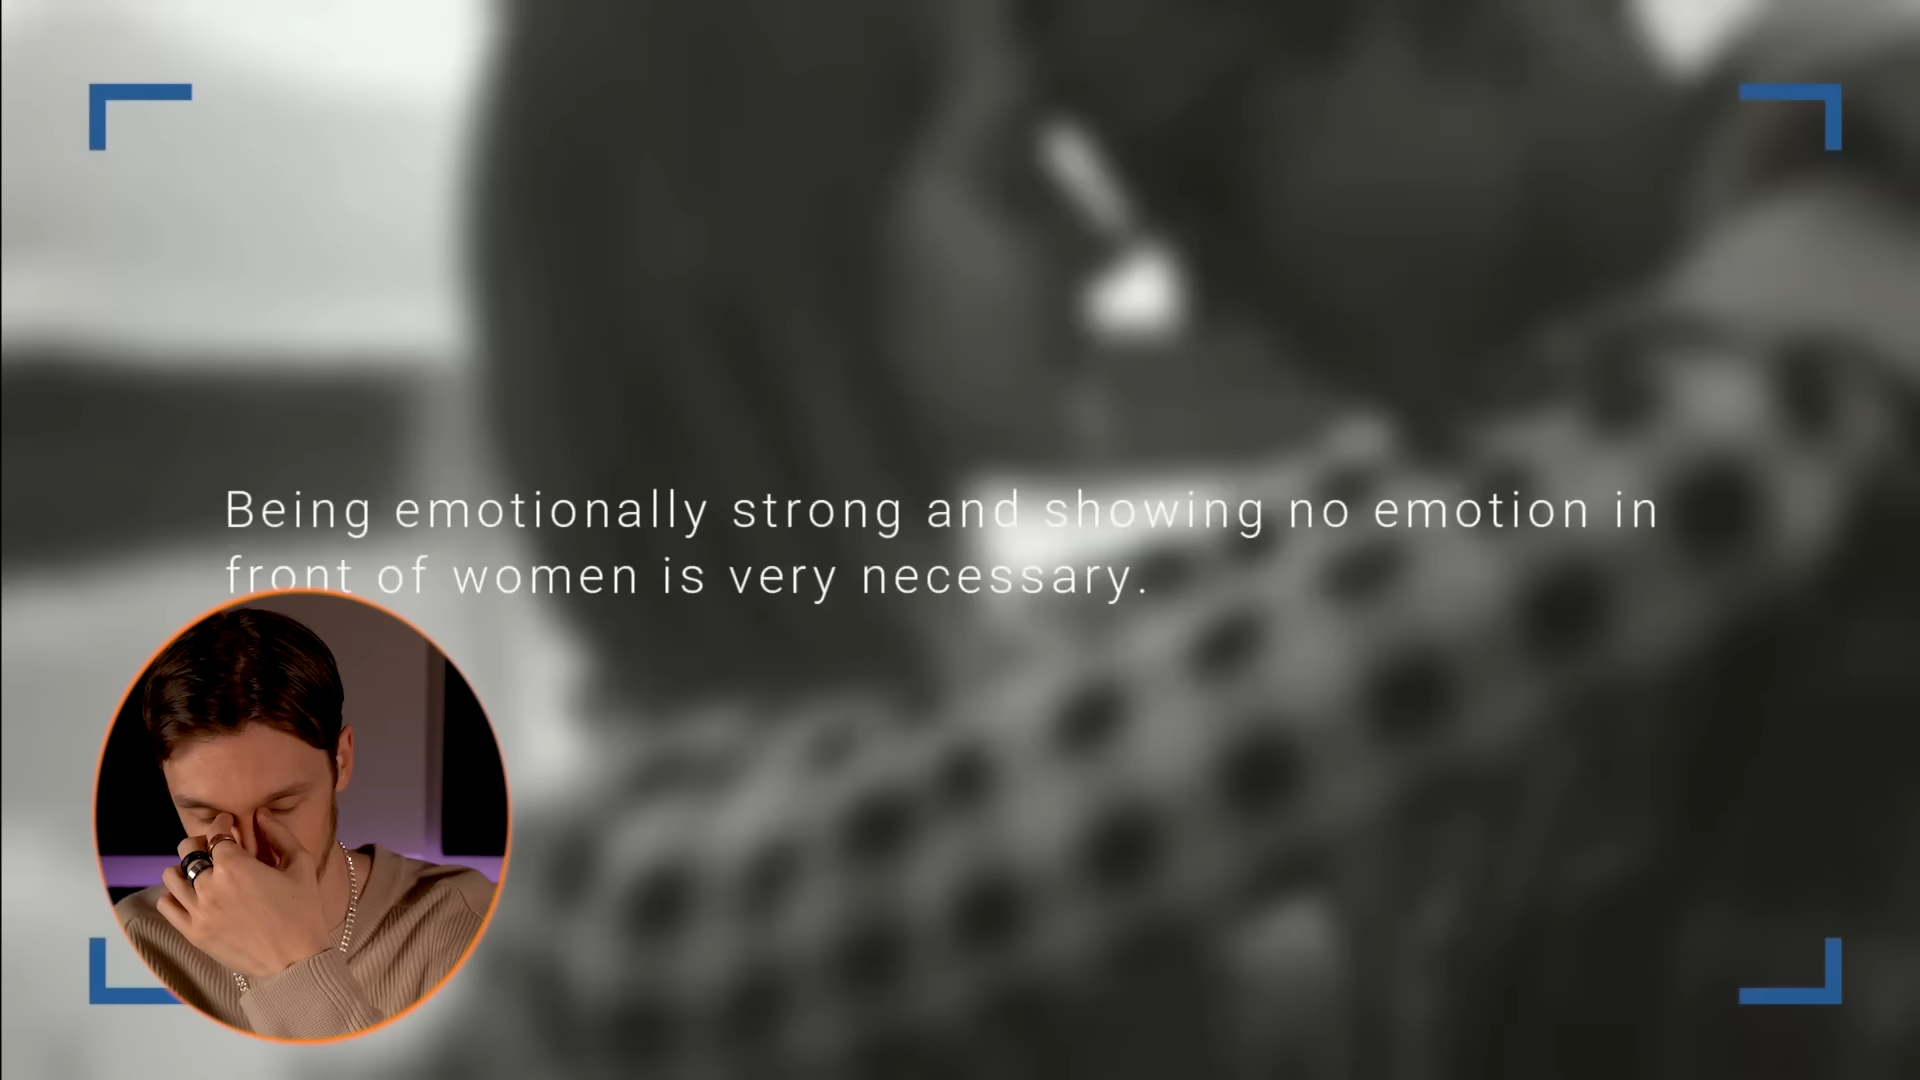 Being emotionally strong and showing no emotion in
front of women is very necessary.